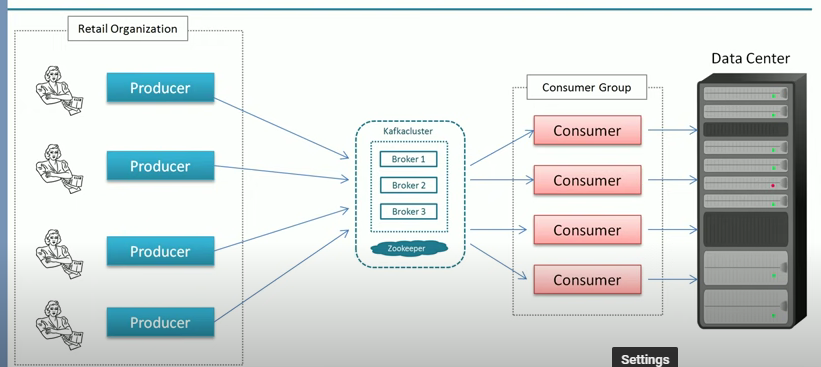 Retail Organization
Producer
Producer
Producer
Producer
Kafkacluster
Broker 1
Broker 2
Broker 3
Zookeeper
Consumer Group
Consumer
Consumer
Consumer
Consumer
Data Center
Settings